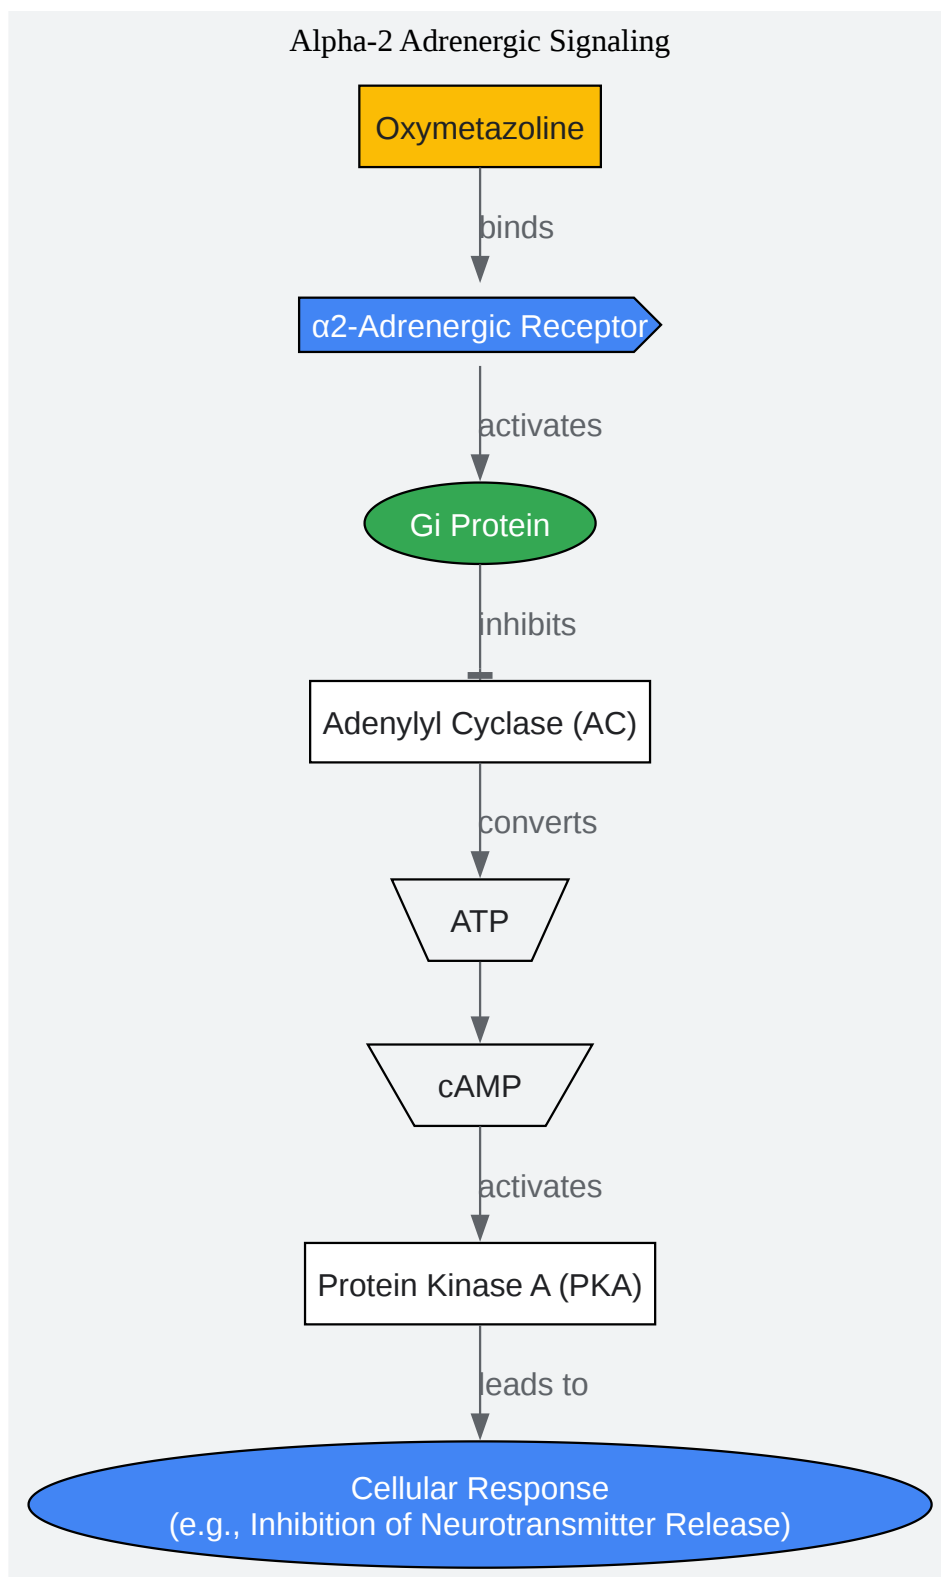 Alpha-2 Adrenergic Signaling
Oxymetazoline
binds
α2-Adrenergic Receptor
activates
Gi Protein
inhibits
Adenylyl Cyclase (AC)
converts
ATP
cAMP
activates
Protein Kinase A (PKA)
leads to
Cellular Response
(e.g., Inhibition of Neurotransmitter Release)